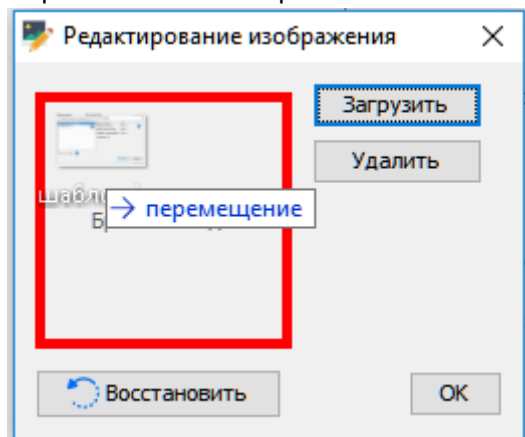 Редактирование изображения
Загрузить
Удалить
→ перемещение
Восстановить
OK